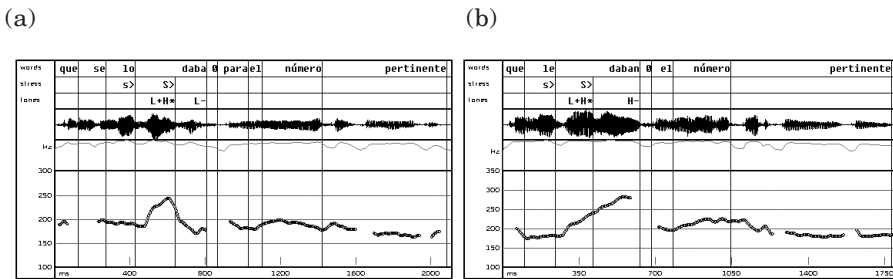 (a)
words que se lo daba 0 para el número pertinente
stress s> S>
tones L+H* L-
Hz
350
300
250
200
150
100
ms 400 800 1200 1600 2000
(b)
words que le daban 0 el número pertinente
stress s> S>
tones L+H* H-
Hz
350
300
250
200
150
100
ms 350 700 1050 1400 1750